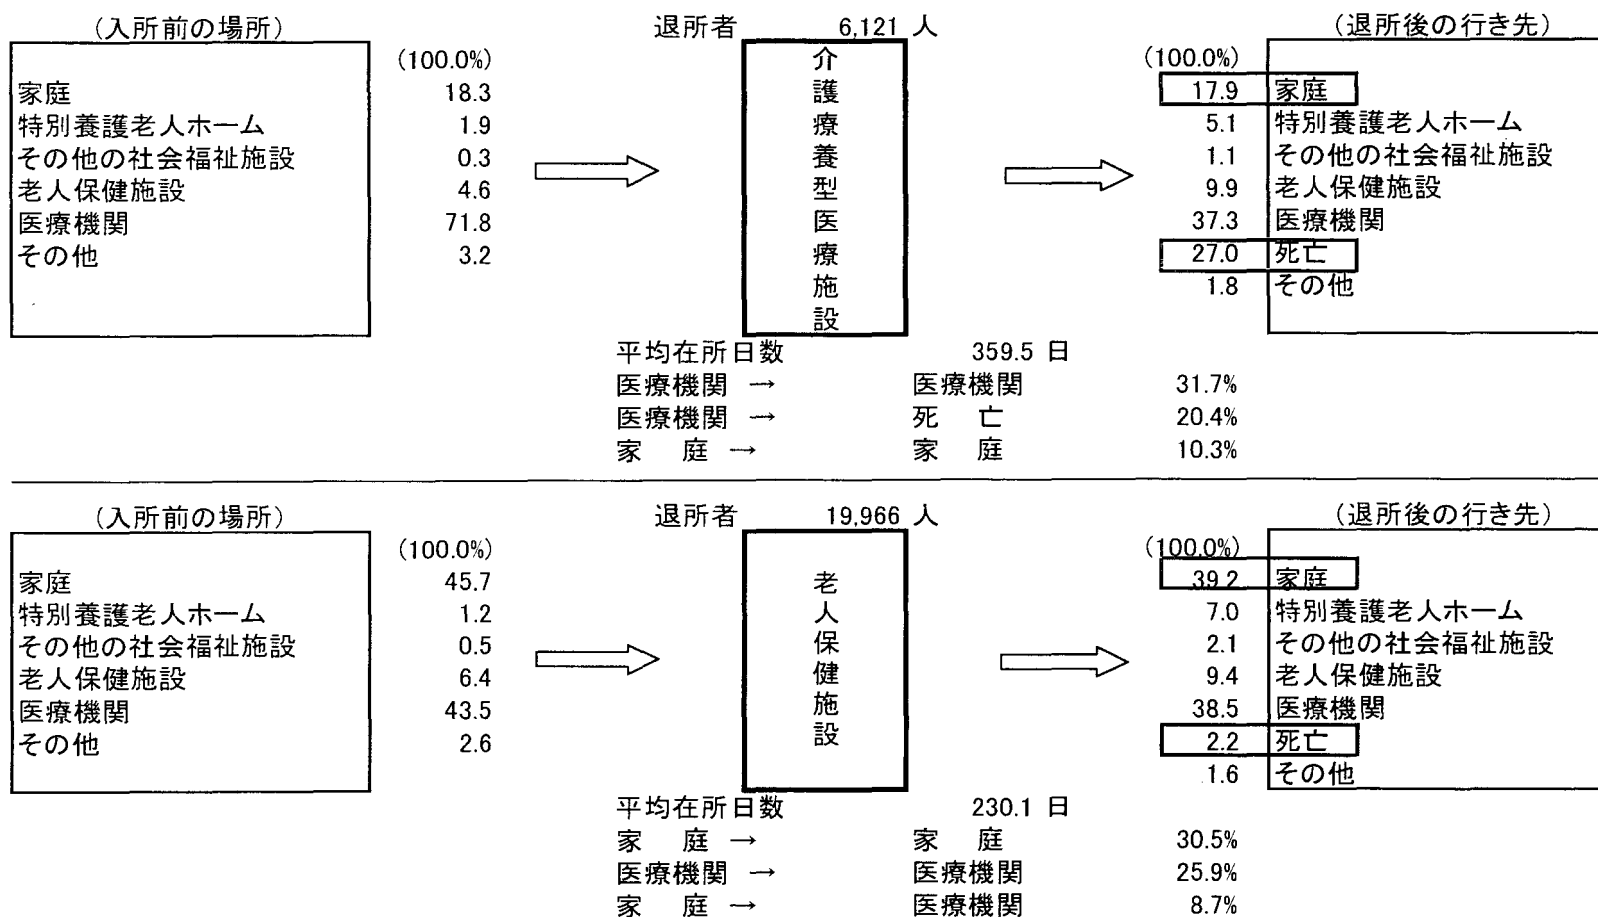 （入所前の場所） 退所者 6,121 人 （退所後の行き先）
(100.0%) 介護療養型医療施設 (100.0%)
家庭 18.3 17.9 家庭
特別養護老人ホーム 1.9 5.1 特別養護老人ホーム
その他の社会福祉施設 0.3 1.1 その他の社会福祉施設
老人保健施設 4.6 9.9 老人保健施設
医療機関 71.8 37.3 医療機関
その他 3.2 27.0 死亡
1.8 その他
平均在所日数 359.5 日
医療機関 → 医療機関 31.7%
医療機関 → 死 亡 20.4%
家 庭 → 家 庭 10.3%
（入所前の場所） 退所者 19,966 人 （退所後の行き先）
(100.0%) 老人保健施設 (100.0%)
家庭 45.7 39.2 家庭
特別養護老人ホーム 1.2 7.0 特別養護老人ホーム
その他の社会福祉施設 0.5 2.1 その他の社会福祉施設
老人保健施設 6.4 9.4 老人保健施設
医療機関 43.5 38.5 医療機関
その他 2.6 2.2 死亡
1.6 その他
平均在所日数 230.1 日
家 庭 → 家 庭 30.5%
医療機関 → 医療機関 25.9%
家 庭 → 医療機関 8.7%